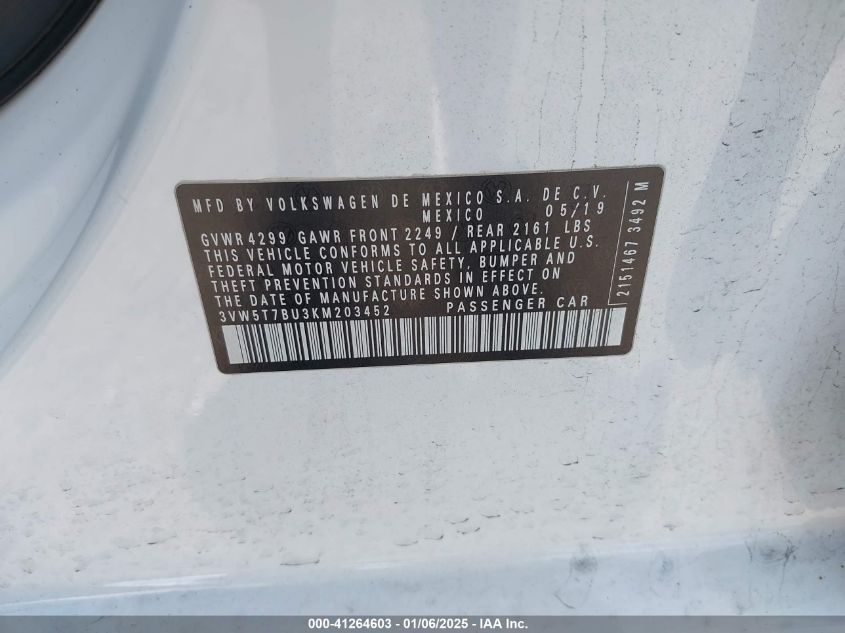 MFD BY VOLKSWAGEN DE MEXICO S.A. DE C.V.
MEXICO 05/19
GVWR 4299 GAWR FRONT 2249 / REAR 2161 LBS
THIS VEHICLE CONFORMS TO ALL APPLICABLE U.S.
FEDERAL MOTOR VEHICLE SAFETY, BUMPER AND
THEFT PREVENTION STANDARDS IN EFFECT ON
THE DATE OF MANUFACTURE SHOWN ABOVE.
3VW5T7BU3KM203452 PASSENGER CAR
2151467 3492 M
000-41264603 - 01/06/2025 - IAA Inc.